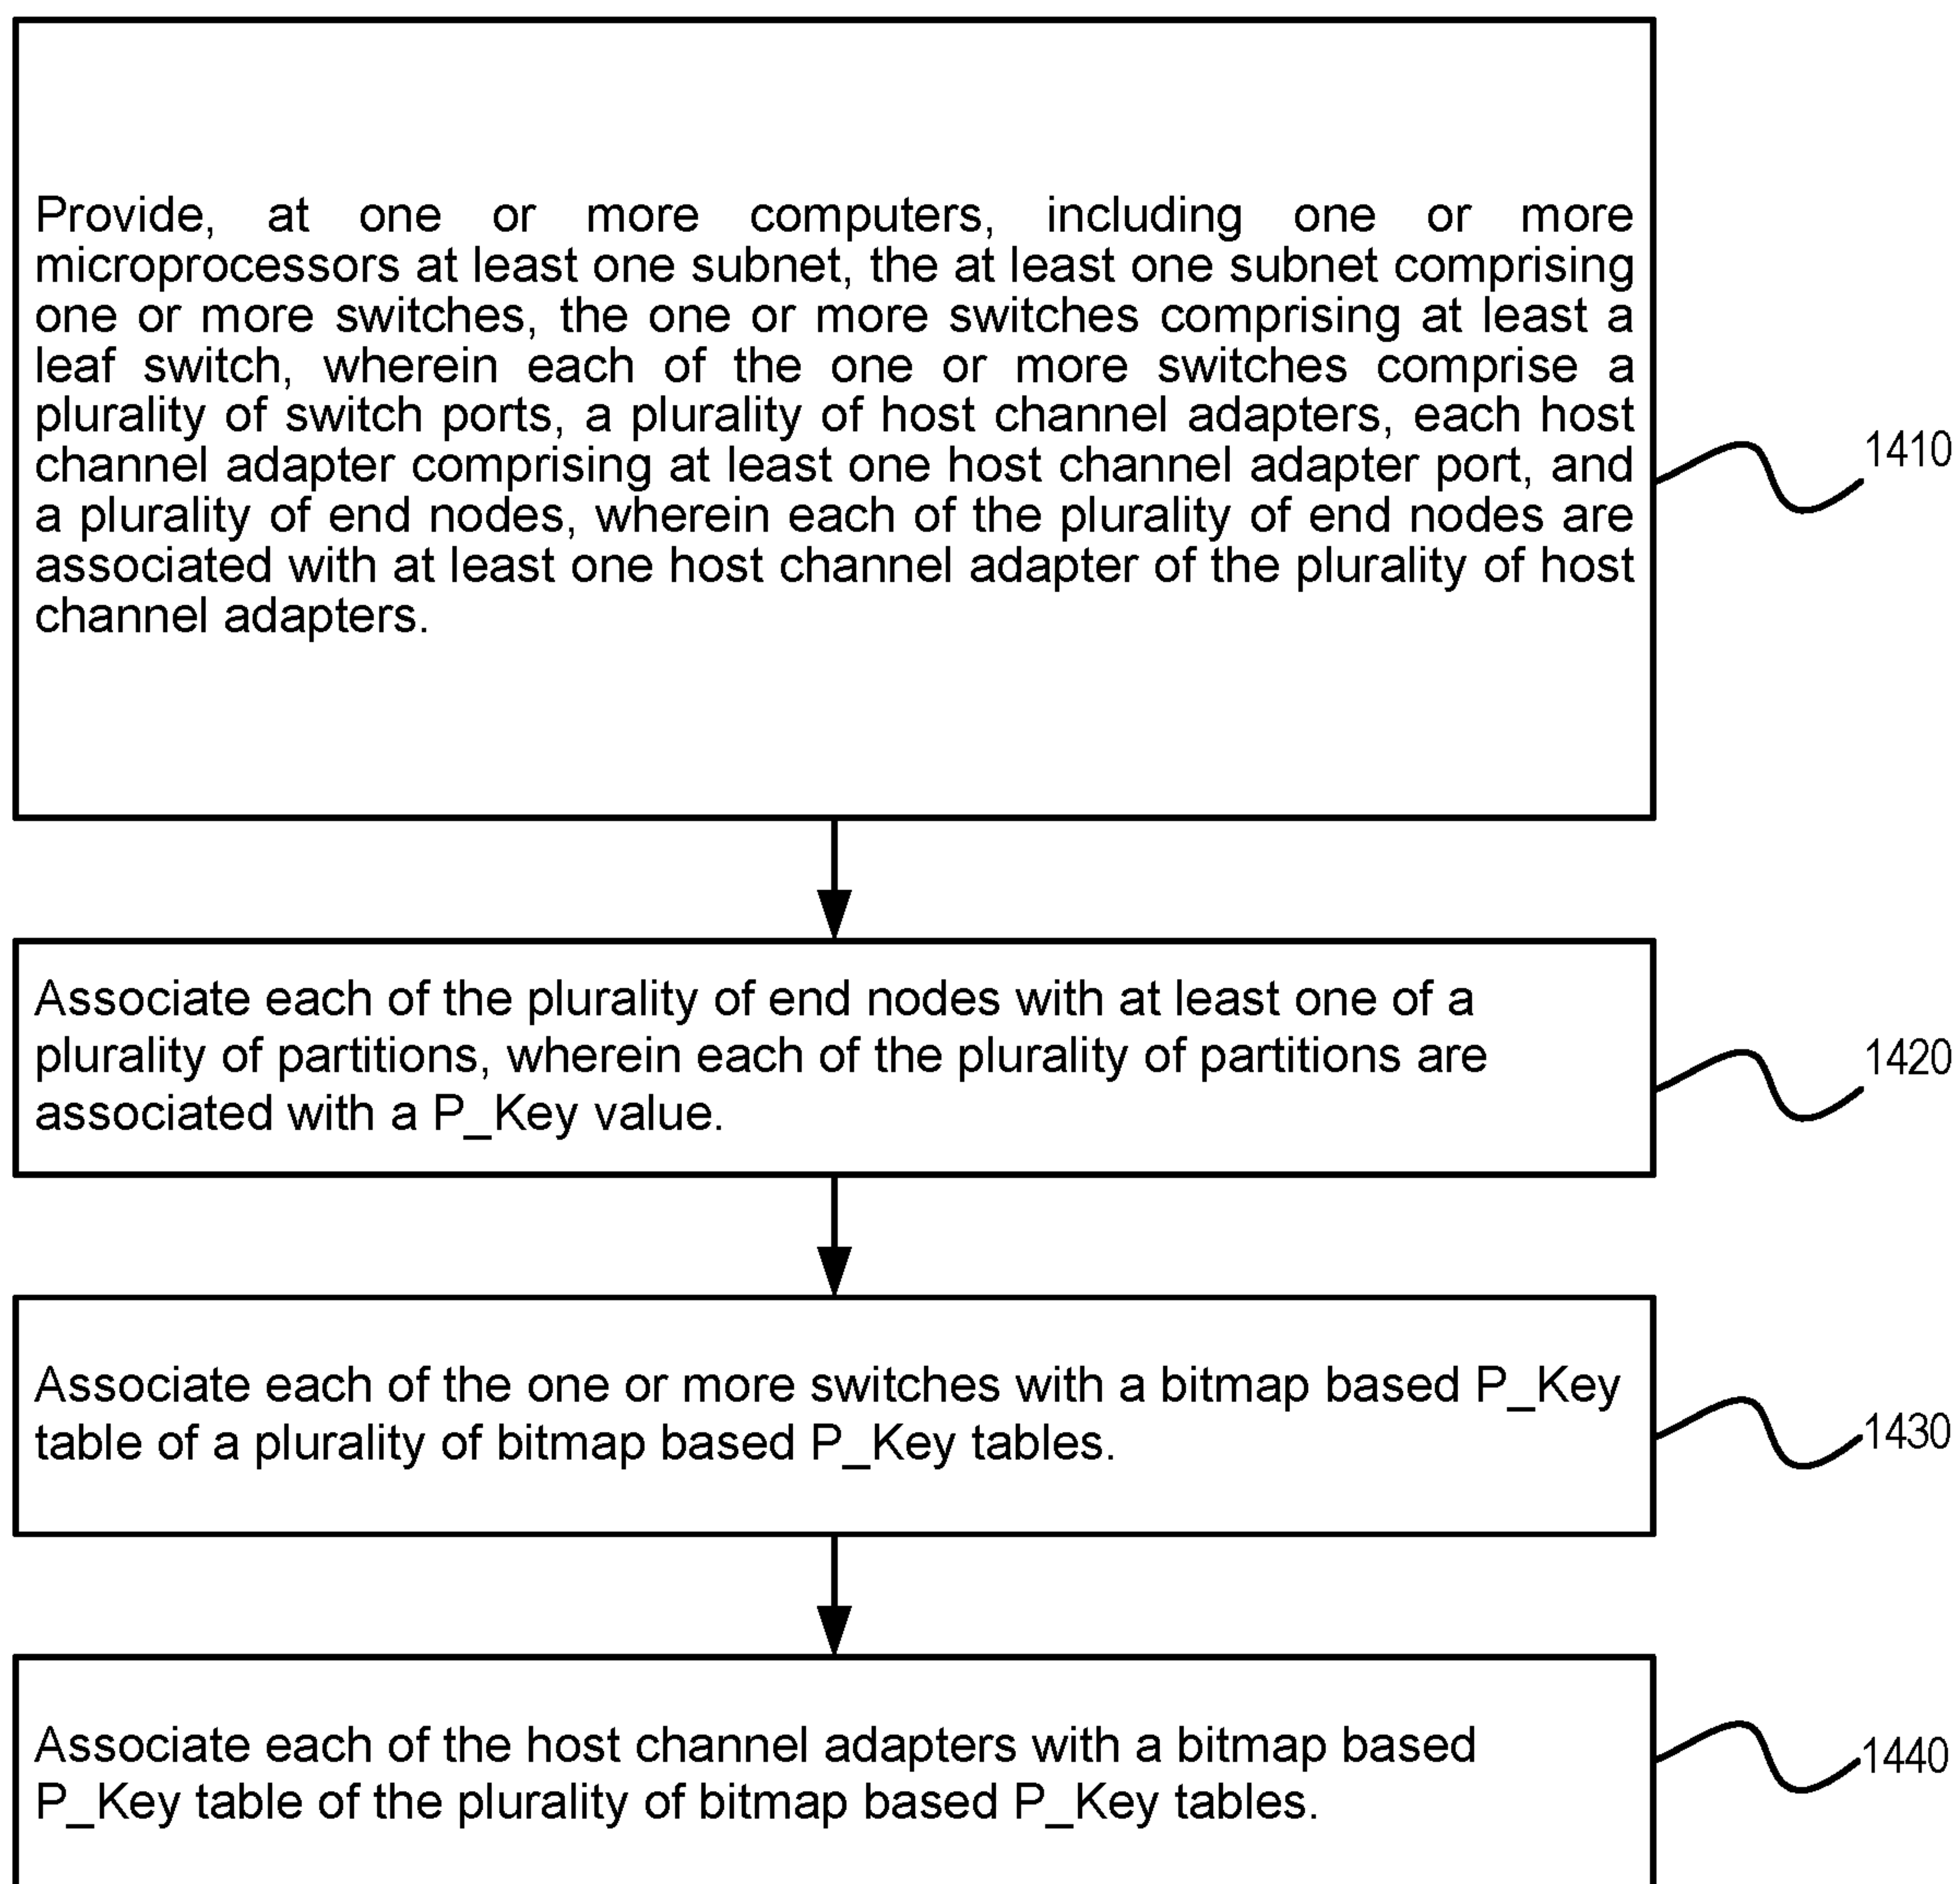 Provide, at one or more computers, including one or more
microprocessors at least one subnet, the at least one subnet comprising
one or more switches, the one or more switches comprising at least a
leaf switch, wherein each of the one or more switches comprise a
plurality of switch ports, a plurality of host channel adapters, each host
channel adapter comprising at least one host channel adapter port, and
a plurality of end nodes, wherein each of the plurality of end nodes are
associated with at least one host channel adapter of the plurality of host
channel adapters.
1410
Associate each of the plurality of end nodes with at least one of a
plurality of partitions, wherein each of the plurality of partitions are
associated with a P_Key value.
1420
Associate each of the one or more switches with a bitmap based P_Key
table of a plurality of bitmap based P_Key tables.
1430
Associate each of the host channel adapters with a bitmap based
P_Key table of the plurality of bitmap based P_Key tables.
1440